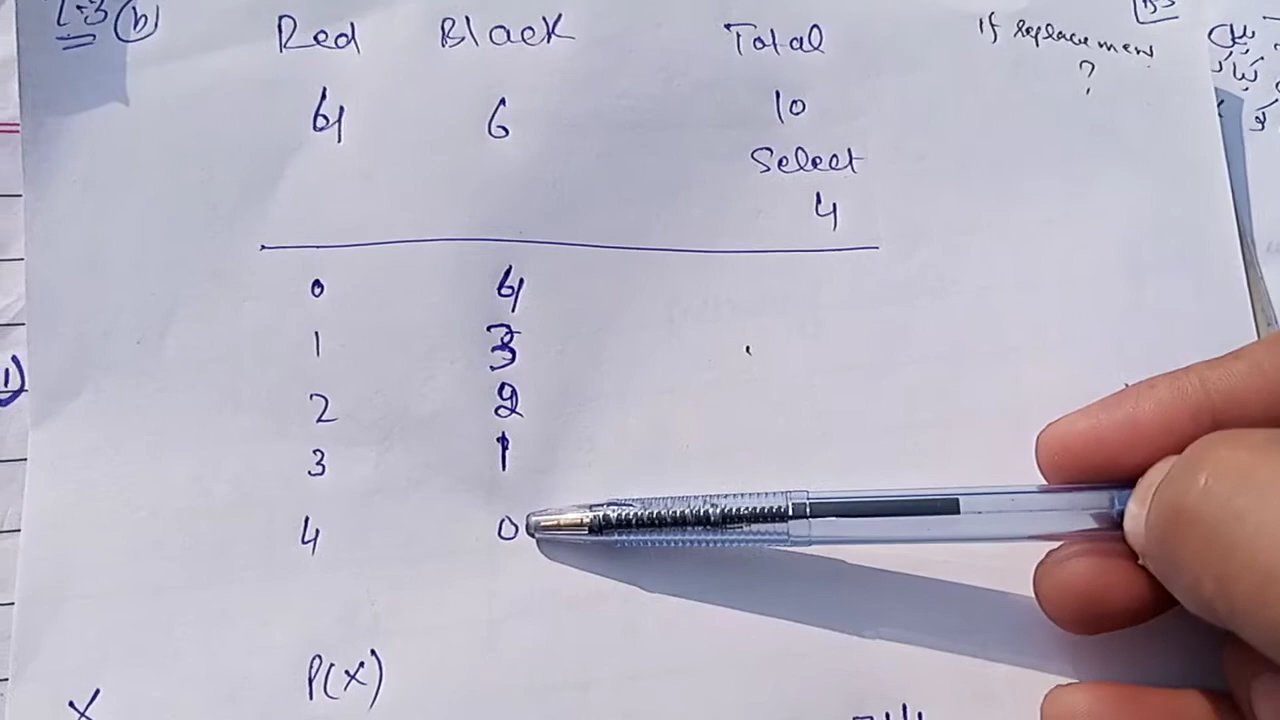 (b) Red Black Total If replacement
?
4 6 10
Select
4
0 4
1 3
2 2
3 1
4 0
P(X)
X